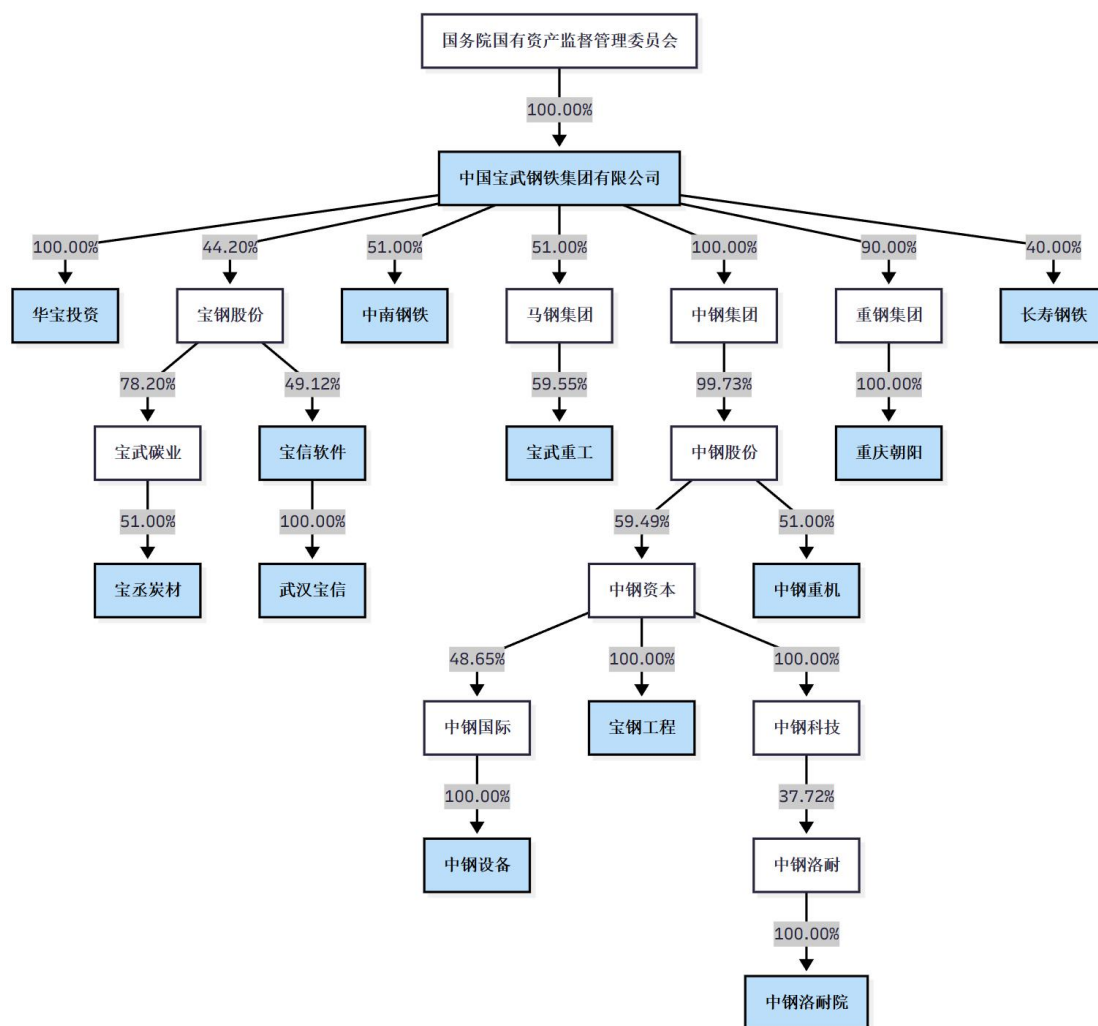 国务院国有资产监督管理委员会
100.00%
中国宝武钢铁集团有限公司
100.00%
44.20%
51.00%
51.00%
100.00%
90.00%
40.00%
华宝投资
宝钢股份
中南钢铁
马钢集团
中钢集团
重钢集团
长寿钢铁
78.20%
49.12%
59.55%
99.73%
100.00%
宝武碳业
宝信软件
宝武重工
中钢股份
重庆朝阳
51.00%
100.00%
59.49%
51.00%
宝丞炭材
武汉宝信
中钢资本
中钢重机
48.65%
100.00%
100.00%
中钢国际
宝钢工程
中钢科技
100.00%
37.72%
中钢设备
中钢洛耐
100.00%
中钢洛耐院